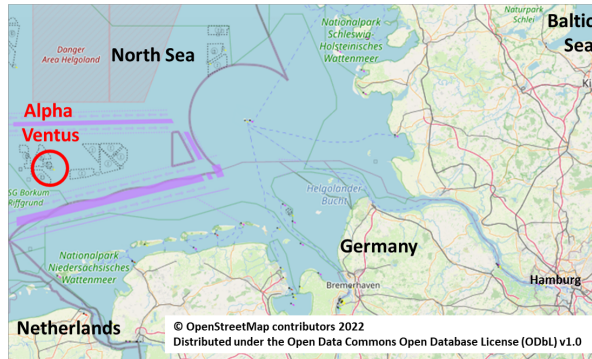 Nationalpark
Schleswig-
Holsteinisches
Wattenmeer
Naturpark
Schlei
Baltic
Sea
Danger
Area Helgoland
North Sea
Alpha
Ventus
SG Borkum
Riffgrund
Helgoländer
Bucht
Germany
Nationalpark
Niedersächsisches
Wattenmeer
Bremerhaven
Hamburg
Netherlands
© OpenStreetMap contributors 2022
Distributed under the Open Data Commons Open Database License (ODbL) v1.0